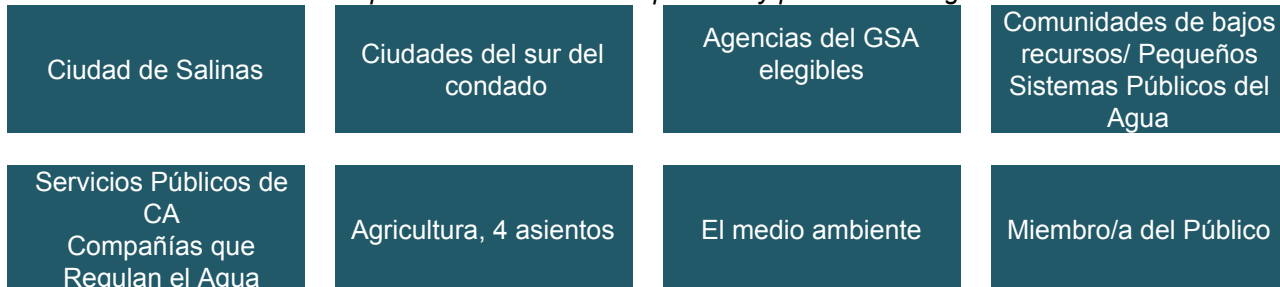 Ciudad de Salinas
Ciudades del sur del
condado
Agencias del GSA
elegibles
Comunidades de bajos
recursos/ Pequeños
Sistemas Públicos del
Agua
Servicios Públicos de
CA
Compañías que
Regulan el Agua
Agricultura, 4 asientos
El medio ambiente
Miembro/a del Público